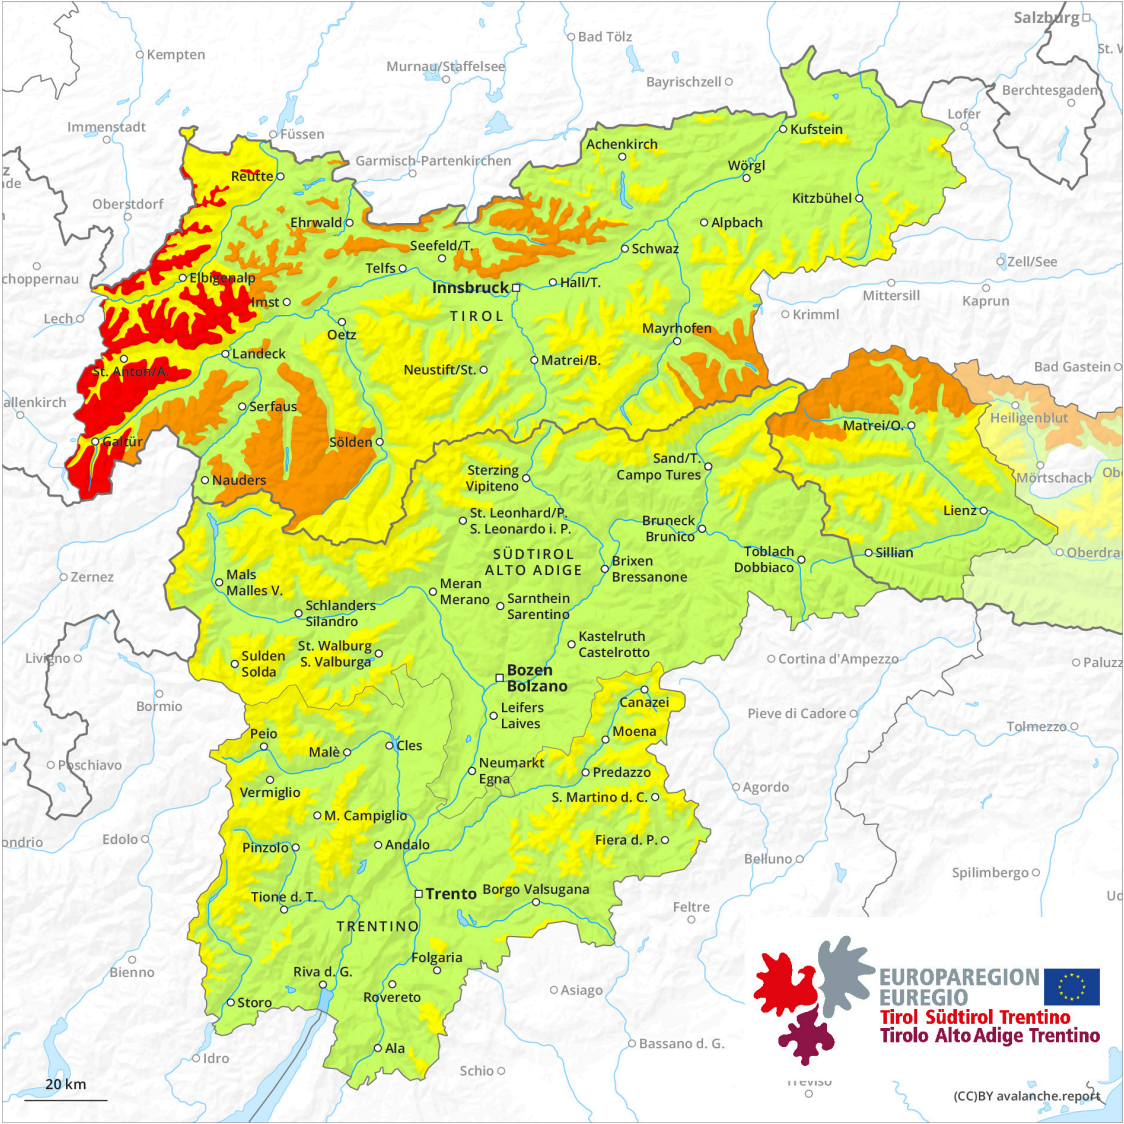 Salzburg
St. W
Bad Tölz
Kempten
Murnau/Staffelsee
Bayrischzell
Berchtesgaden
Lofer
Immenstadt
Füssen
Kufstein
Achenkirch
Garmisch-Partenkirchen
Wörgl
Reutte
Oberstdorf
Kitzbühel
Ehrwald
Alpbach
Seefeld/T.
Schwaz
Telfs
Zell/See
choppernau
Elbigenalp
Hall/T.
Innsbruck
Mittersill
Kaprun
Imst
Lech
TIROL
Krimml
Mayrhofen
Oetz
Landeck
Matrei/B.
St. Anton/A.
Neustift/St.
Bad Gastein
allenkirch
Serfaus
Heiligenblut
Galtür
Sölden
Matrei/O.
Sand/T.
Campo Tures
Sterzing
Vipiteno
Nauders
Mörtschach
Obe
St. Leonhard/P.
S. Leonardo i. P.
Lienz
Bruneck
Brunico
SÜDTIROL
ALTO ADIGE
Toblach
Dobbiaco
Sillian
Oberdrau
Brixen
Bressanone
Zernez
Mals
Malles V.
Meran
Merano
Sarnthein
Sarentino
Schlanders
Silandro
Kastelruth
Castelrotto
St. Walburg
S. Valburga
Livigno
Sulden
Solda
Cortina d'Ampezzo
Paluzz
Bozen
Bolzano
Bormio
Canazei
Leifers
Laives
Pieve di Cadore
Tolmezzo
Peio
Moena
Malè
Cles
Poschiavo
Neumarkt
Egna
Predazzo
Vermiglio
S. Martino d. C.
Agordo
M. Campiglio
ondrio
Edolo
Fiera d. P.
Pinzolo
Andalo
Belluno
Spilimbergo
Trento
Borgo Valsugana
Tione d. T.
Ud
Feltre
TRENTINO
Folgaria
Bienno
Riva d. G.
Rovereto
Asiago
Storo
EUROPAREGION
EUREGIO
Tirol Südtirol Trentino
Tirolo Alto Adige Trentino
Ala
Idro
Bassano d. G.
Schio
20 km
Treviso
(CC)BY avalanche.report